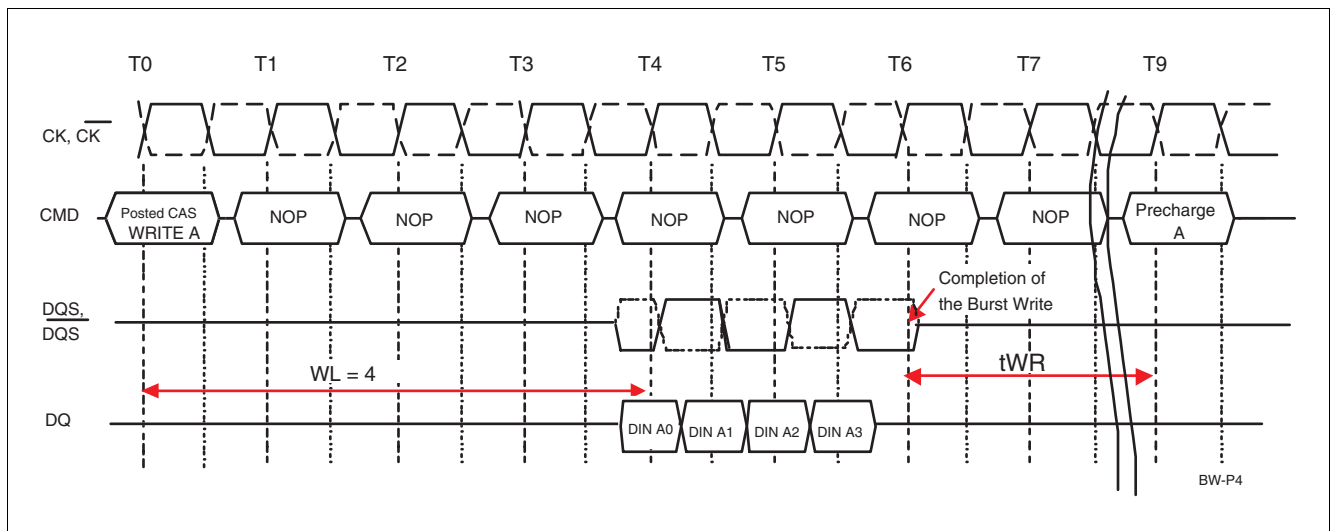 T0 T1 T2 T3 T4 T5 T6 T7 T9
CK, CK
CMD
Posted CAS
WRITE A
NOP NOP NOP NOP NOP NOP NOP
Precharge
A
DQS,
DQS
Completion of
the Burst Write
WL = 4
tWR
DQ
DIN A0 DIN A1 DIN A2 DIN A3
BW-P4